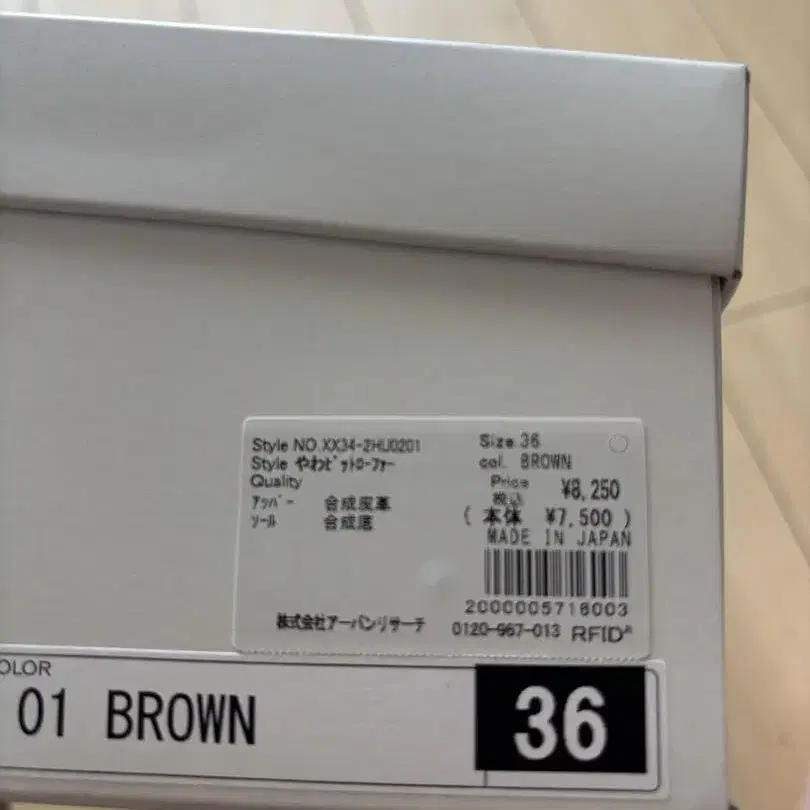 Style NO.XX34-2HU0201
Style やわﾋﾞｯﾄﾛｰﾌｧｰ
Quality
ｱｯﾊﾟｰ 合成皮革
ｿｰﾙ 合成底
Size 36
col. BROWN
Price
税込 ¥8,250
( 本体 ¥7,500 )
MADE IN JAPAN
2000005718003
株式会社アーバンリサーチ 0120-967-013 RFID
OLOR
01 BROWN 36